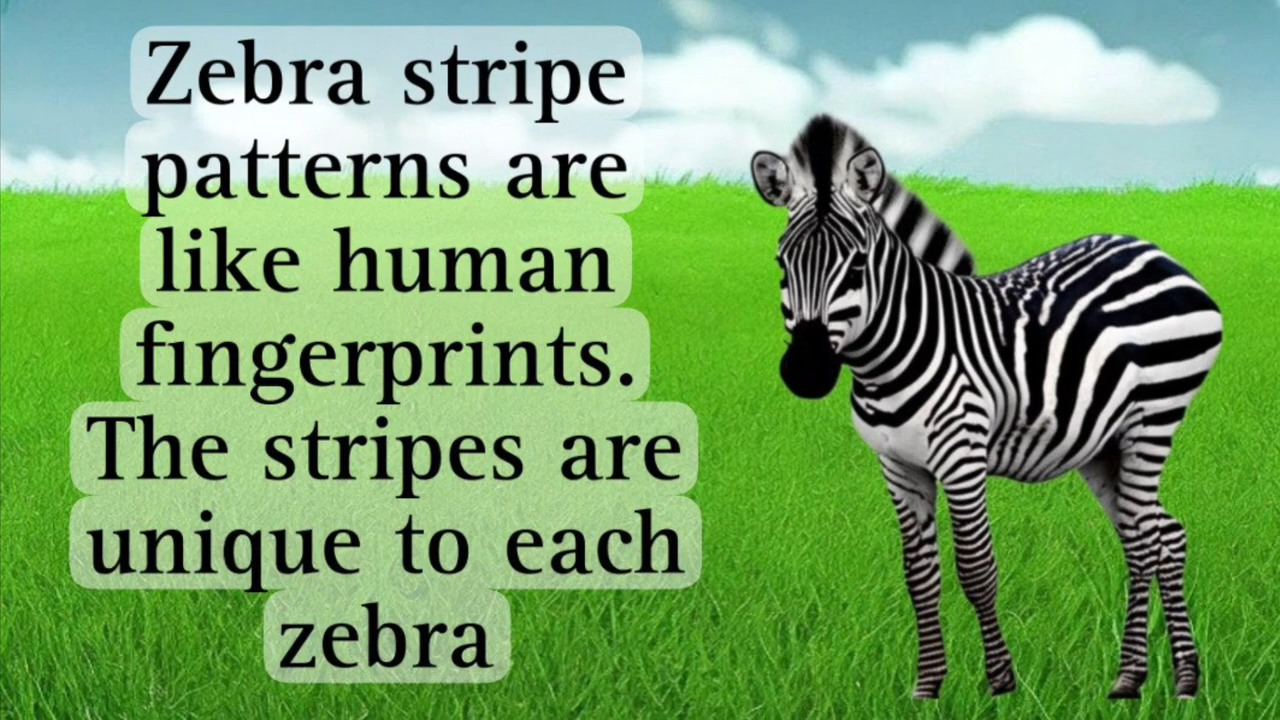 Zebra stripe
patterns are
like human
fingerprints.
The stripes are
unique to each
zebra